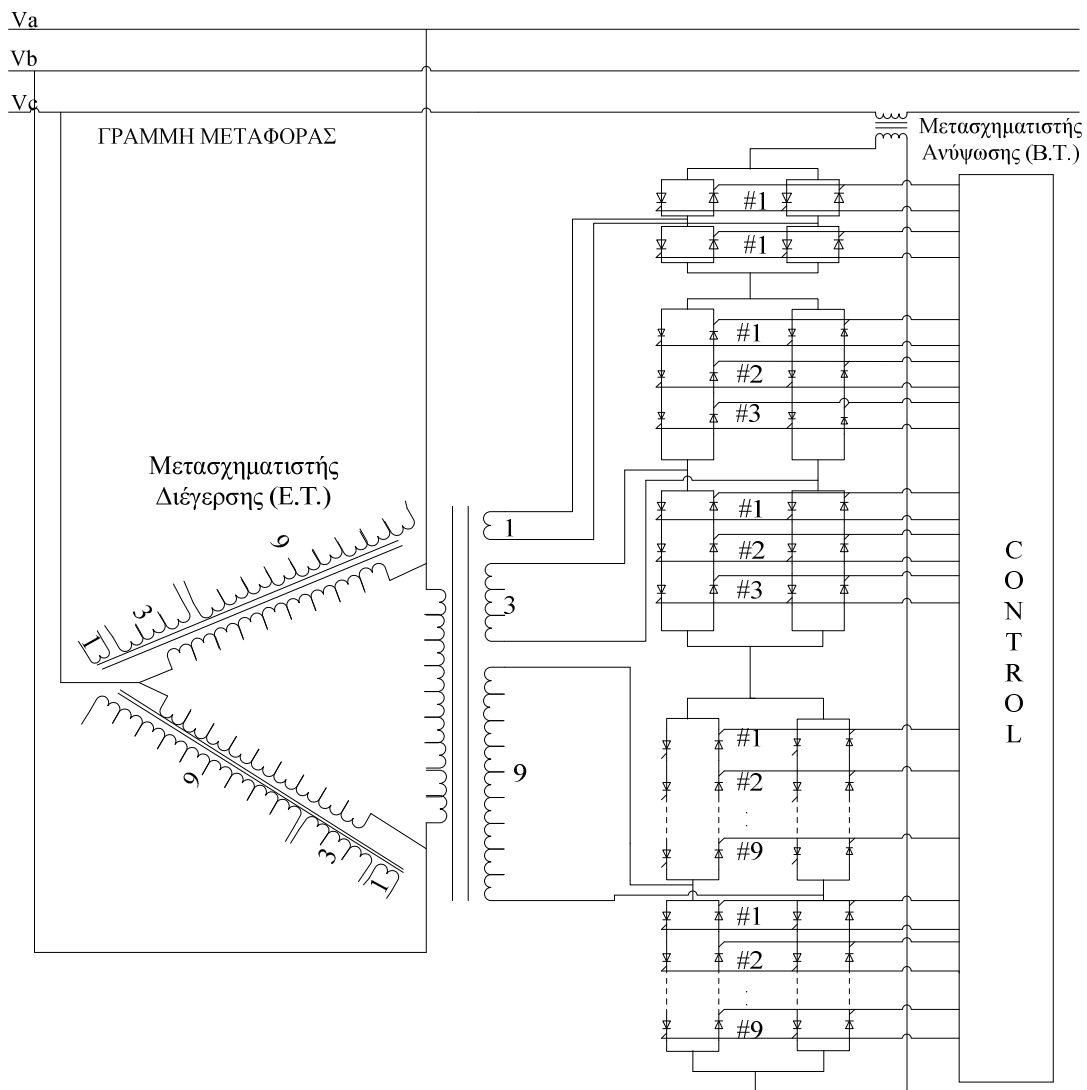 Va
Vb
Vc
ΓΡΑΜΜΗ ΜΕΤΑΦΟΡΑΣ
Μετασχηματιστής
Ανύψωσης (Β.Τ.)
#1
#1
#1
#2
#3
Μετασχηματιστής
Διέγερσης (Ε.Τ.)
9
3
1
1
3
9
9
3
1
#1
#2
#3
#1
#2
#9
#1
#2
#9
CONTROL